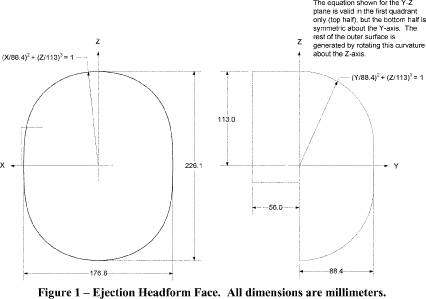 The equation shown for the Y-Z
plane is valid in the first quadrant
only (top half), but the bottom half is
symmetric about the Y-axis. The
rest of the outer surface is
generated by rotating this curvature
about the Z-axis.
Z
Z
(X/88.4)² + (Z/113)³ = 1
(Y/88.4)² + (Z/113)³ = 1
113.0
X
226.1
Y
56.0
176.8
88.4
Figure 1 – Ejection Headform Face. All dimensions are millimeters.